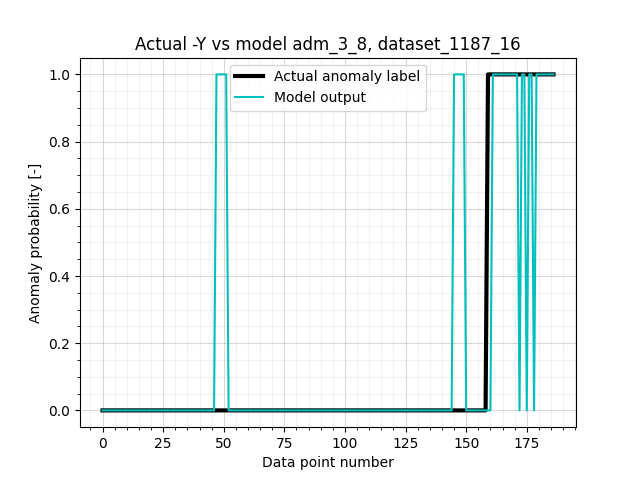 Actual -Y vs model adm_3_8, dataset_1187_16
Actual anomaly label
Model output
Anomaly probability [-]
1.0
0.8
0.6
0.4
0.2
0.0
0 25 50 75 100 125 150 175
Data point number